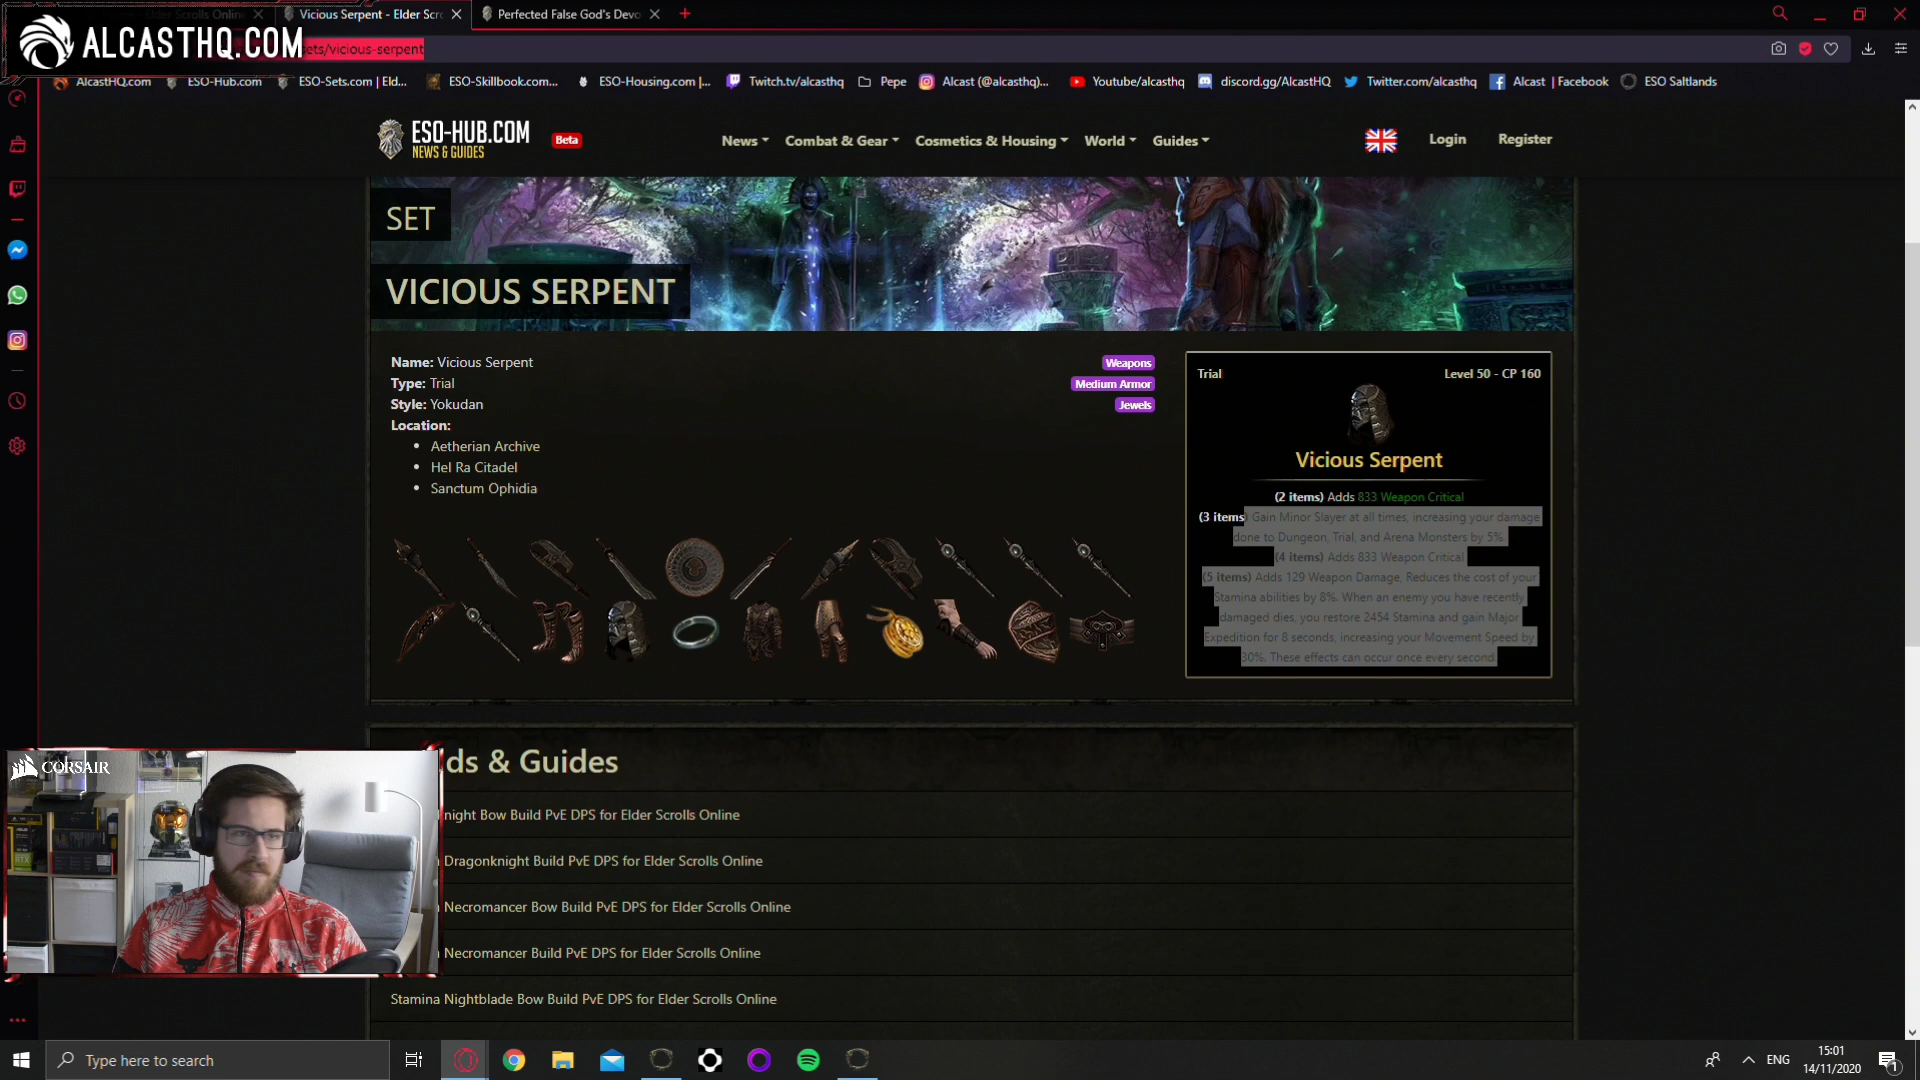 Elder Scrolls Onlin
Vicious Serpent - Elder Scro
Perfected False God's Devo
ALCASTHQ.COM
sets/vicious-serpent
AlcastHQ.com
ESO-Hub.com
ESO-Sets.com | Eld...
ESO-Skillbook.com...
ESO-Housing.com |...
Twitch.tv/alcasthq
Pepe
Alcast (@alcasthq)...
Youtube/alcasthq
discord.gg/AlcastHQ
Twitter.com/alcasthq
Alcast | Facebook
ESO Saltlands
ESO-HUB.COM
NEWS & GUIDES
Beta
News
Combat & Gear
Cosmetics & Housing
World
Guides
Login
Register
SET
VICIOUS SERPENT
Name: Vicious Serpent
Type: Trial
Style: Yokudan
Location:
• Aetherian Archive
• Hel Ra Citadel
• Sanctum Ophidia
Weapons
Medium Armor
Jewels
Trial
Level 50 - CP 160
Vicious Serpent
(2 items) Adds 833 Weapon Critical
(3 items) Gain Minor Slayer at all times, increasing your damage
done to Dungeon, Trial, and Arena Monsters by 5%.
(4 items) Adds 833 Weapon Critical
(5 items) Adds 129 Weapon Damage, Reduces the cost of your
Stamina abilities by 8%. When an enemy you have recently
damaged dies, you restore 2454 Stamina and gain Major
Expedition for 8 seconds, increasing your Movement Speed by
30%. These effects can occur once every second.
ds & Guides
night Bow Build PvE DPS for Elder Scrolls Online
Dragonknight Build PvE DPS for Elder Scrolls Online
Necromancer Bow Build PvE DPS for Elder Scrolls Online
Necromancer Build PvE DPS for Elder Scrolls Online
Stamina Nightblade Bow Build PvE DPS for Elder Scrolls Online
CORSAIR
Type here to search
ENG
15:01
14/11/2020
1